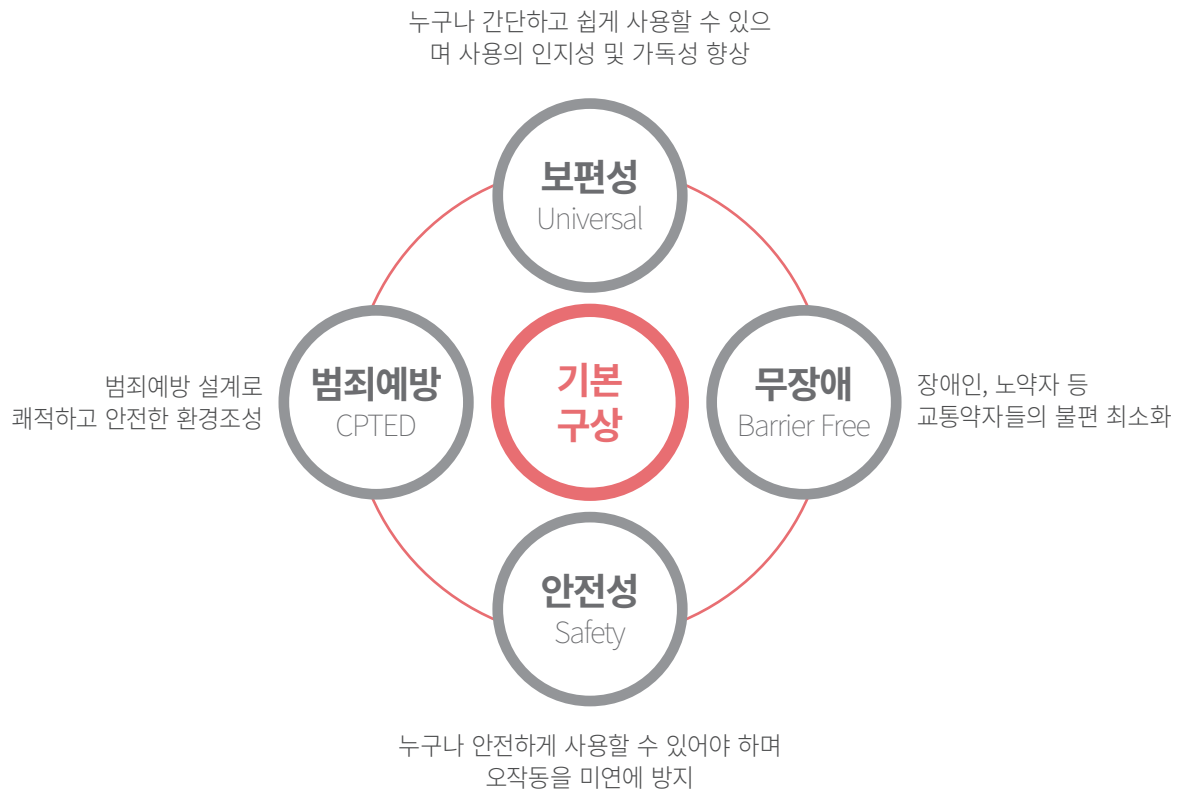 누구나 간단하고 쉽게 사용할 수 있으
며 사용의 인지성 및 가독성 향상
보편성
Universal
범죄예방 설계로
쾌적하고 안전한 환경조성
범죄예방
CPTED
기본
구상
무장애
Barrier Free
장애인, 노약자 등
교통약자들의 불편 최소화
안전성
Safety
누구나 안전하게 사용할 수 있어야 하며
오작동을 미연에 방지